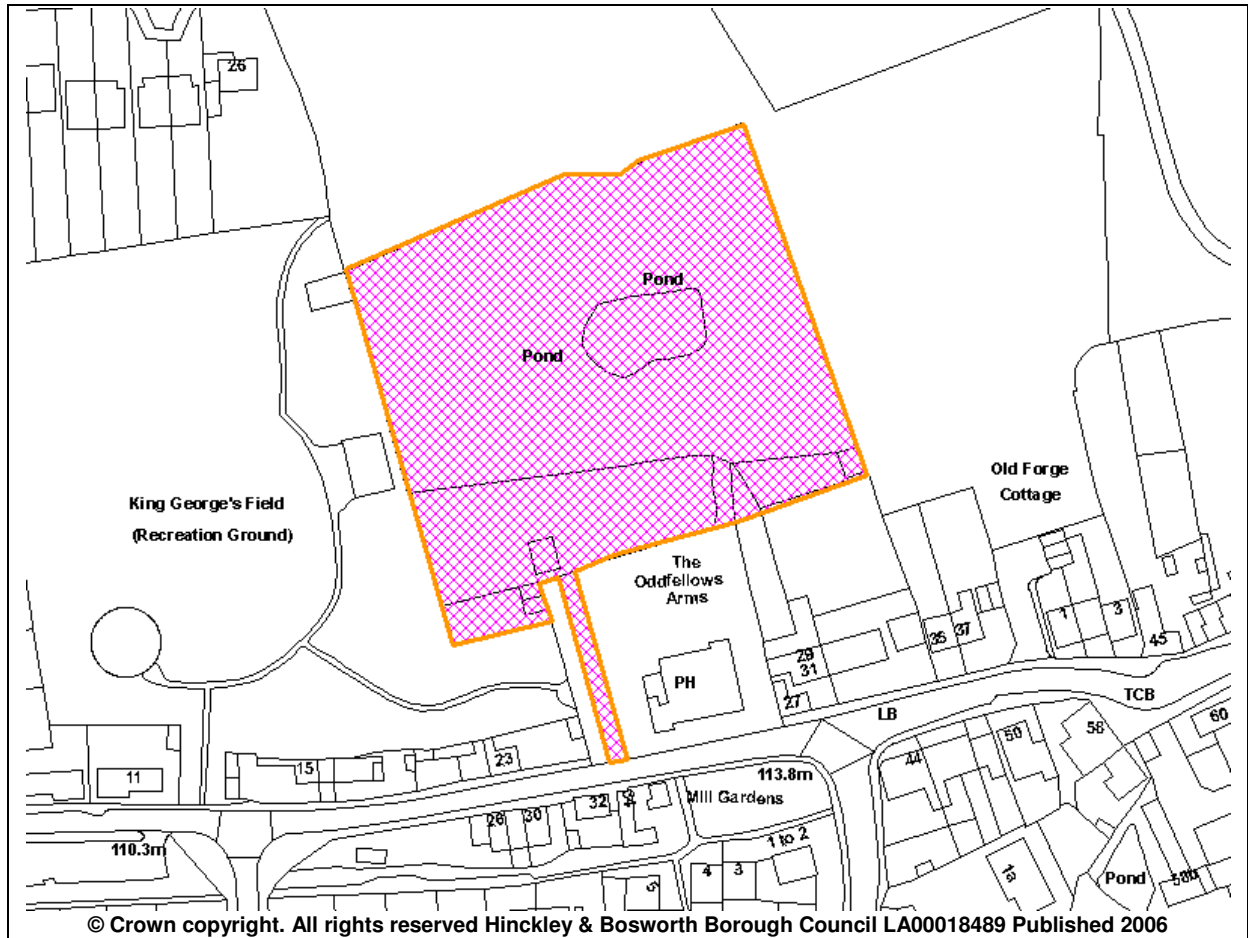 26
Pond
Pond
Old Forge
Cottage
King George's Field
(Recreation Ground)
The
Oddfellows
Arms
1
3
45
35
37
29
31
27
PH
TCB
LB
60
58
50
44
23
15
11
113.8m
Mill Gardens
32
26
30
110.3m
1 to 2
4
3
5
1a
Pond
58b
© Crown copyright. All rights reserved Hinckley & Bosworth Borough Council LA00018489 Published 2006